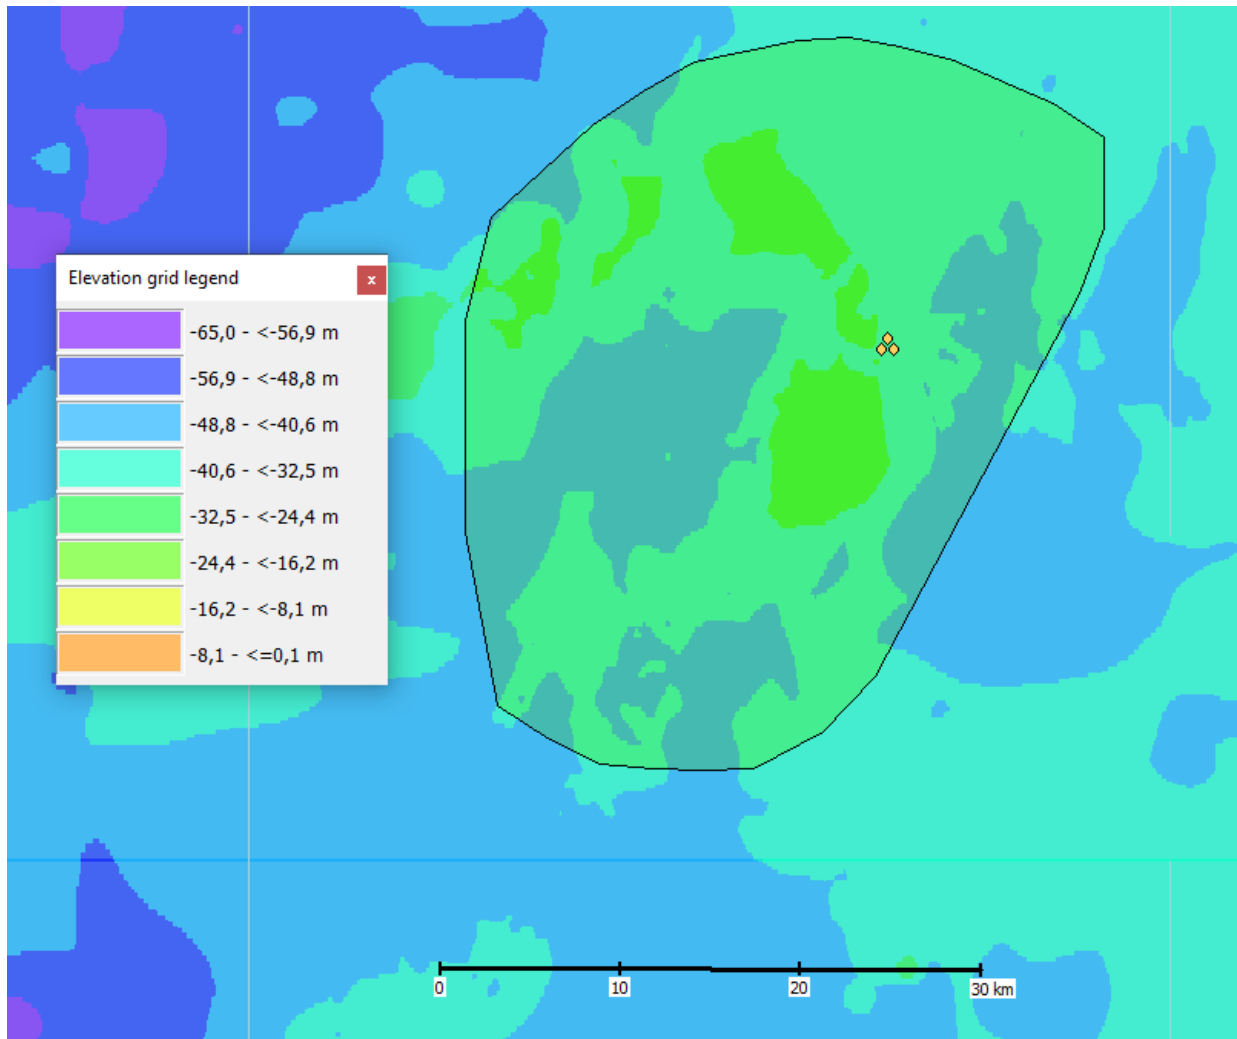 Elevation grid legend
x
-65,0 - <-56,9 m
-56,9 - <-48,8 m
-48,8 - <-40,6 m
-40,6 - <-32,5 m
-32,5 - <-24,4 m
-24,4 - <-16,2 m
-16,2 - <-8,1 m
-8,1 - <=0,1 m
0 10 20 30 km